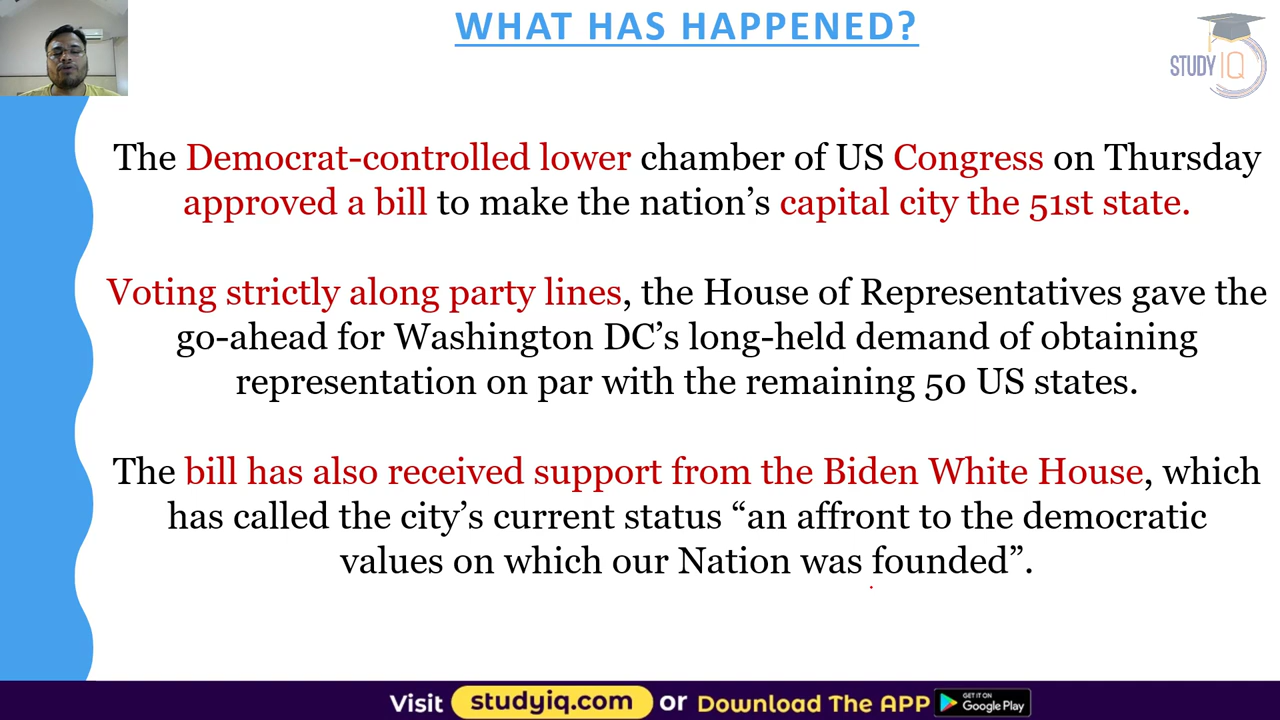 WHAT HAS HAPPENED?
STUDY IQ
The Democrat-controlled lower chamber of US Congress on Thursday
approved a bill to make the nation’s capital city the 51st state.
Voting strictly along party lines, the House of Representatives gave the
go-ahead for Washington DC’s long-held demand of obtaining
representation on par with the remaining 50 US states.
The bill has also received support from the Biden White House, which
has called the city’s current status “an affront to the democratic
values on which our Nation was founded”.
Visit studyiq.com or Download The APP GET IT ON Google Play